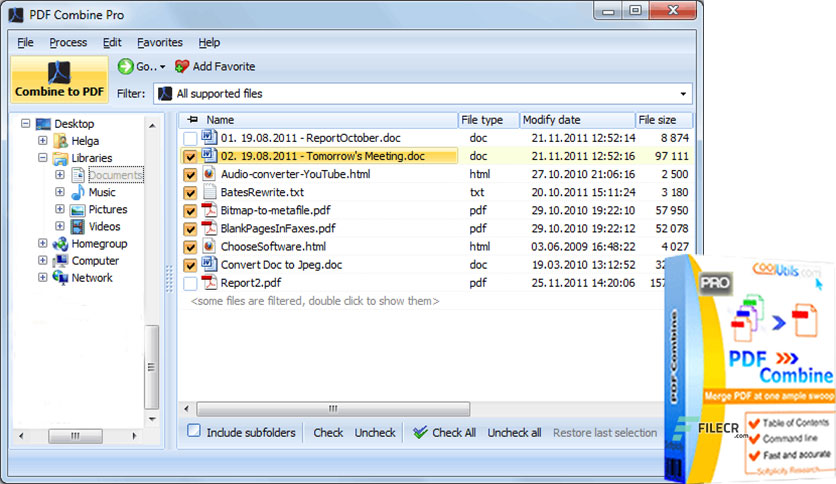 PDF Combine Pro
File Process Edit Favorites Help
Combine to PDF
Go.. Add Favorite
Filter: All supported files
Desktop
Helga
Libraries
Documents
Music
Pictures
Videos
Homegroup
Computer
Network
Name File type Modify date File size
01. 19.08.2011 - ReportOctober.doc doc 21.11.2011 12:52:14 8 874
02. 19.08.2011 - Tomorrow's Meeting.doc doc 21.11.2011 12:52:16 97 111
Audio-converter-YouTube.html html 27.10.2010 21:06:16 2 500
BatesRewrite.txt txt 20.10.2011 15:11:24 3 180
Bitmap-to-metafile.pdf pdf 29.10.2010 19:22:10 57 950
BlankPagesInFaxes.pdf pdf 29.10.2010 19:22:12 52 078
ChooseSoftware.html html 03.06.2009 16:48:22 4 027
Convert Doc to Jpeg.doc doc 19.03.2010 13:12:52 32
Report2.pdf pdf 25.11.2011 14:20:06 157
<some files are filtered, double click to show them>
Include subfolders Check Uncheck Check All Uncheck all Restore last selection
CoolUtils.com
PRO
PDF Combine
PDF
Combine
Merge PDF at one ample swoop
Table of Contents
Command line
Fast and accurate
Softplicity Research
FILECR
.com